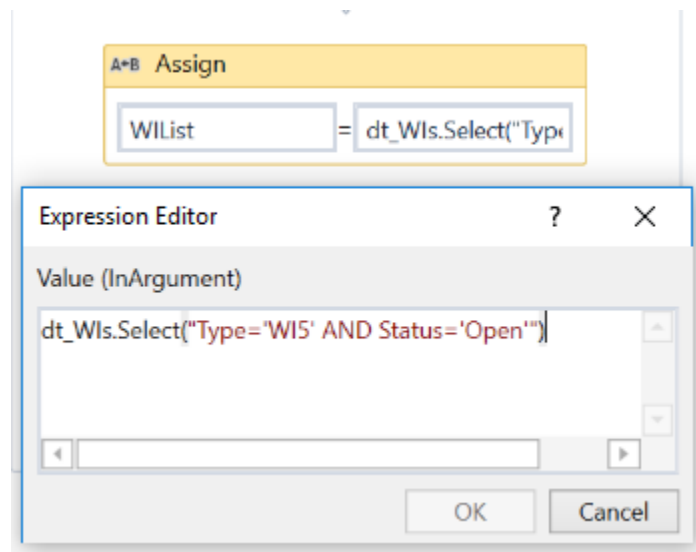 A+B Assign
WIList = dt_WIs.Select("Type
Expression Editor ? X
Value (InArgument)
dt_WIs.Select("Type='WI5' AND Status='Open'")
OK Cancel